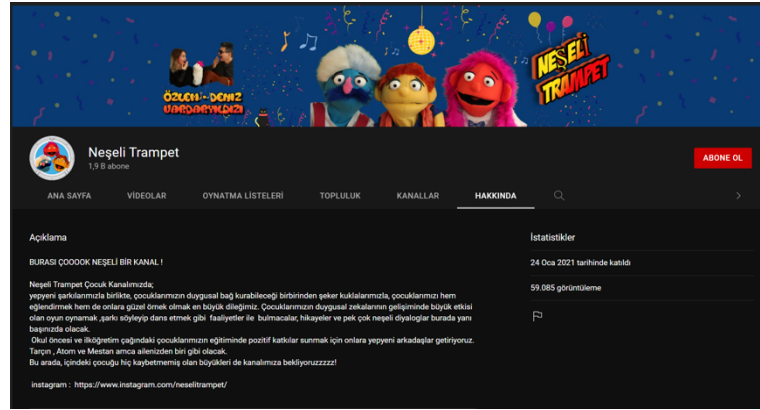 ÖZLEM-DENİZ
VARDARYILDIZI
NEŞELİ
TRAMPET
Neşeli Trampet
1,9 B abone
ABONE OL
ANA SAYFA VİDEOLAR OYNATMA LİSTELERİ TOPLULUK KANALLAR HAKKINDA
Açıklama
BURASI ÇOOOOK NEŞELİ BİR KANAL !
Neşeli Trampet Çocuk Kanalımızda;
yepyeni şarkılarımızla birlikte, çocuklarımızın duygusal bağ kurabileceği birbirinden şeker kuklalarımızla, çocuklarımızı hem
eğlendirmek hem de onlara güzel örnek olmak en büyük dileğimiz. Çocuklarımızın duygusal zekalarının gelişiminde büyük etkisi
olan oyun oynamak ,şarkı söyleyip dans etmek gibi faaliyetler ile bulmacalar, hikayeler ve pek çok neşeli diyaloglar burada yanı
başınızda olacak.
Okul öncesi ve ilköğretim çağındaki çocuklarımızın eğitiminde pozitif katkılar sunmak için onlara yepyeni arkadaşlar getiriyoruz.
Tarçın , Atom ve Mestan amca ailenizden biri gibi olacak.
Bu arada, içindeki çocuğu hiç kaybetmemiş olan büyükleri de kanalımıza bekliyoruzzzzz!
instagram : https://www.instagram.com/neselitrampet/
İstatistikler
24 Oca 2021 tarihinde katıldı
59.085 görüntüleme